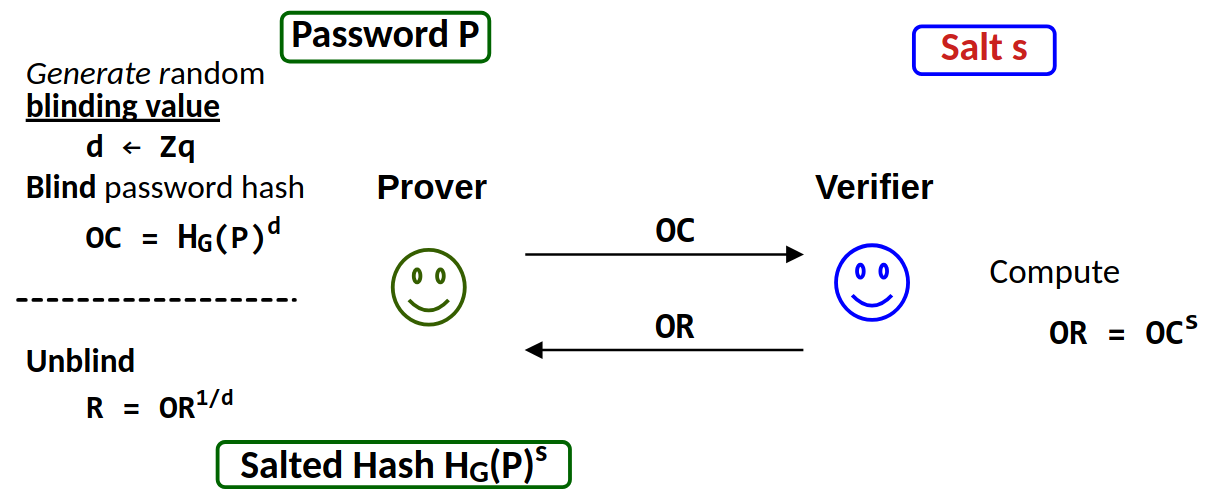 Password P
Salt s
Generate random
blinding value
d ← Zq
Blind password hash
OC = H_G(P)^d
Prover
Verifier
OC
Compute
OR = OC^s
OR
Unblind
R = OR^1/d
Salted Hash H_G(P)^s